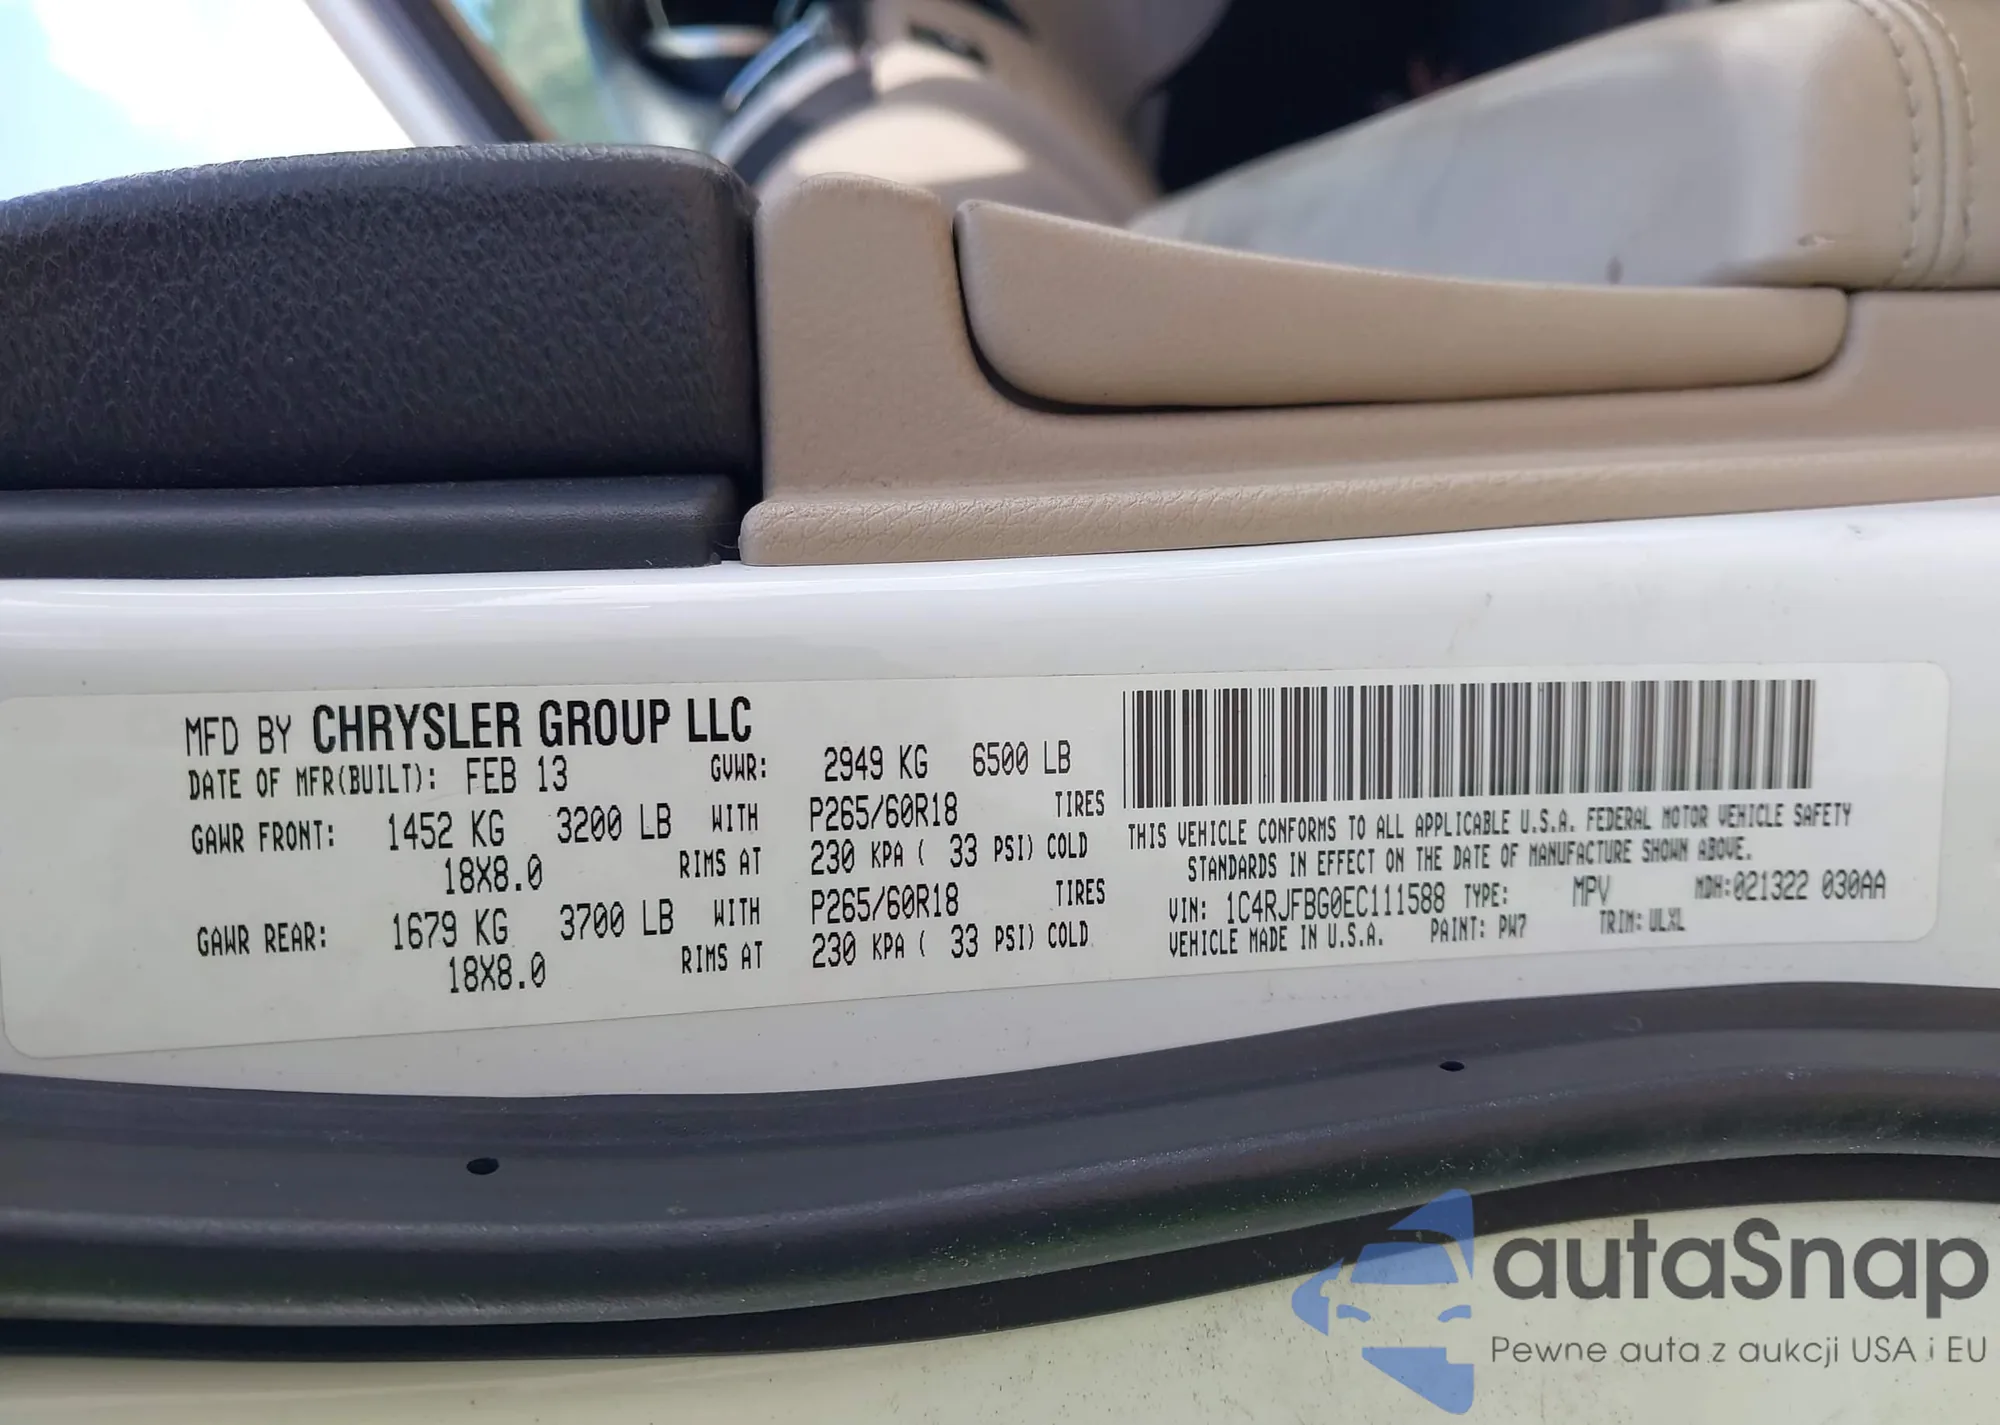 MFD BY CHRYSLER GROUP LLC
DATE OF MFR(BUILT): FEB 13 GVWR: 2949 KG 6500 LB
GAWR FRONT: 1452 KG 3200 LB WITH P265/60R18 TIRES
18X8.0 RIMS AT 230 KPA ( 33 PSI) COLD
GAWR REAR: 1679 KG 3700 LB WITH P265/60R18 TIRES
18X8.0 RIMS AT 230 KPA ( 33 PSI) COLD
THIS VEHICLE CONFORMS TO ALL APPLICABLE U.S.A. FEDERAL MOTOR VEHICLE SAFETY
STANDARDS IN EFFECT ON THE DATE OF MANUFACTURE SHOWN ABOVE.
VIN: 1C4RJFBG0EC111588 TYPE: MPV MDH:021322 030AA
VEHICLE MADE IN U.S.A. PAINT: PW7 TRIM: ULXL
autaSnap
Pewne auta z aukcji USA i EU